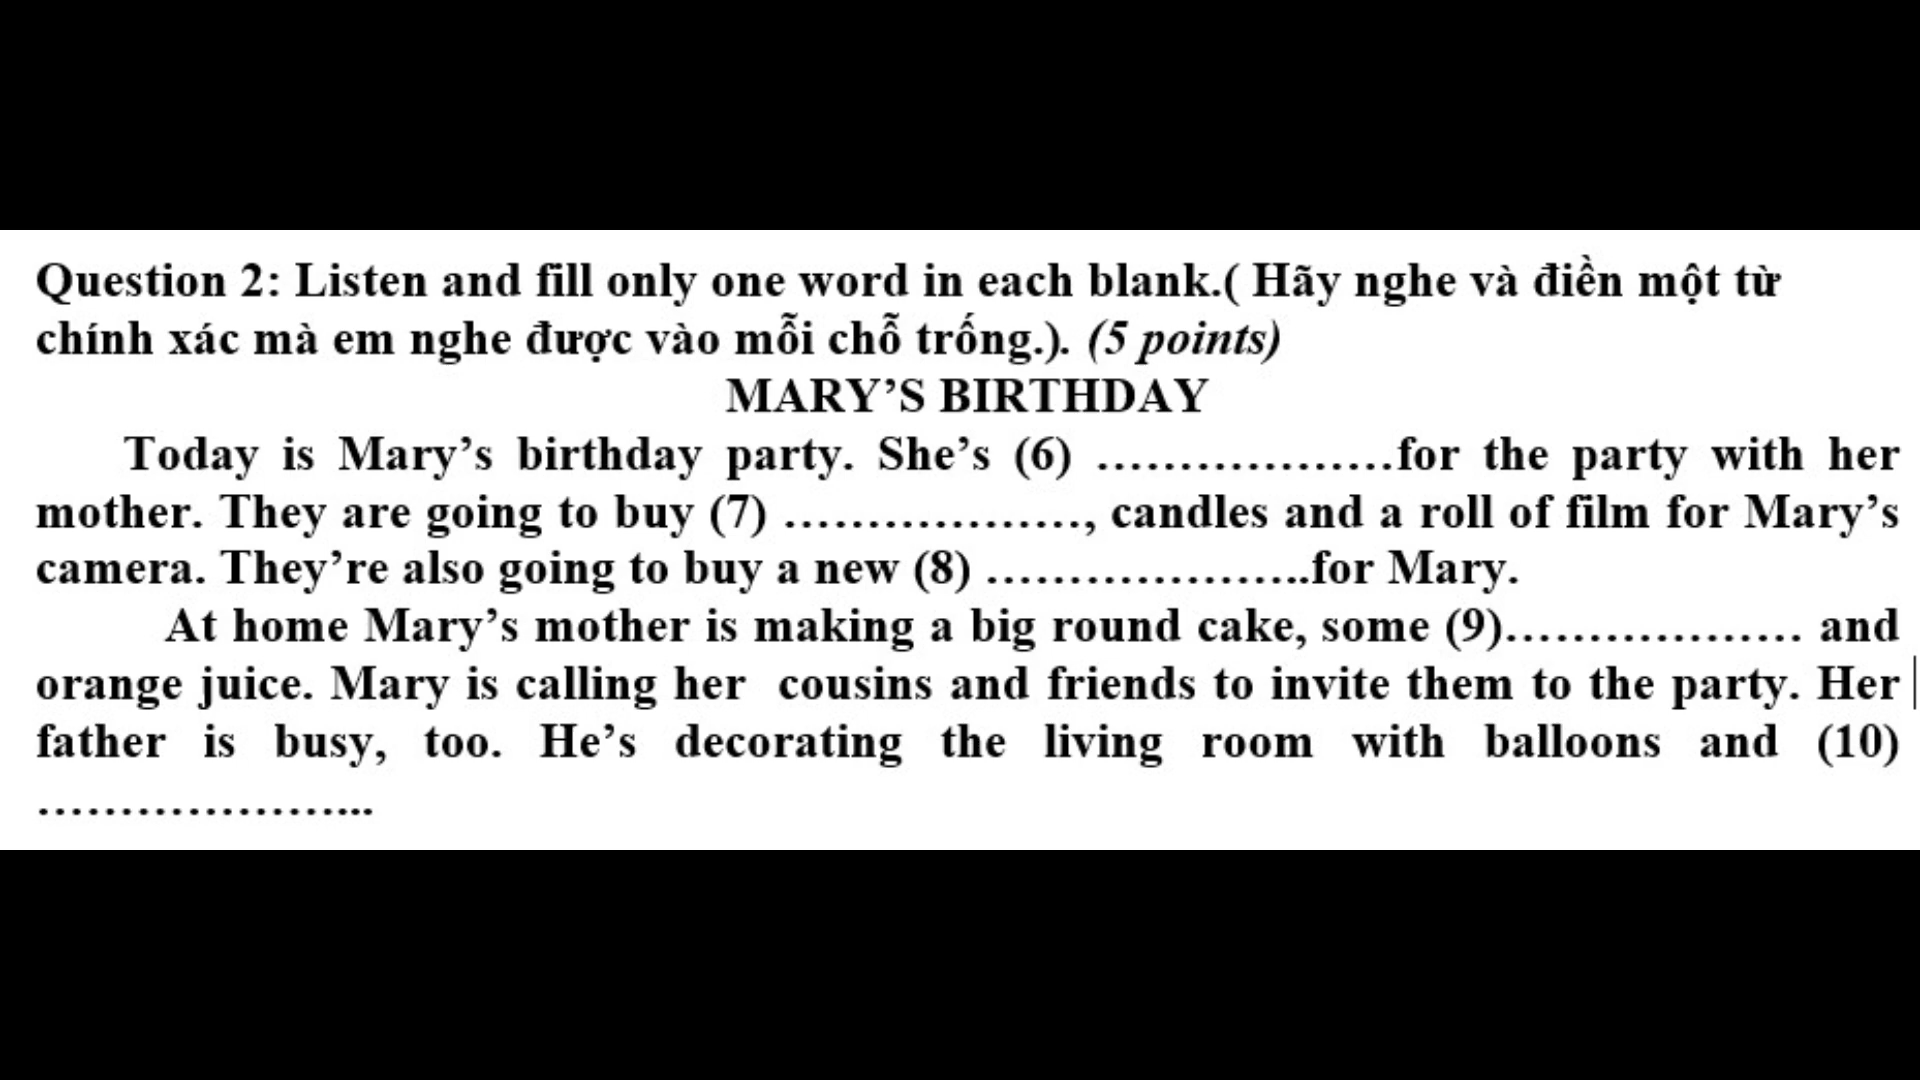 Question 2: Listen and fill only one word in each blank.( Hãy nghe và điền một từ
chính xác mà em nghe được vào mỗi chỗ trống.). (5 points)
MARY’S BIRTHDAY
Today is Mary’s birthday party. She’s (6) ………………for the party with her
mother. They are going to buy (7) ………………, candles and a roll of film for Mary’s
camera. They’re also going to buy a new (8) ………………..for Mary.
At home Mary’s mother is making a big round cake, some (9)……………… and
orange juice. Mary is calling her  cousins and friends to invite them to the party. Her
father is busy, too. He’s decorating the living room with balloons and (10)
………………...